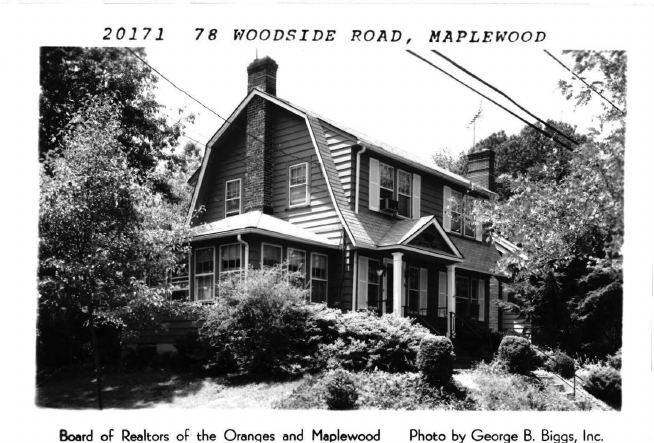 20171 78 WOODSIDE ROAD, MAPLEWOOD
Board of Realtors of the Oranges and Maplewood Photo by George B. Biggs, Inc.